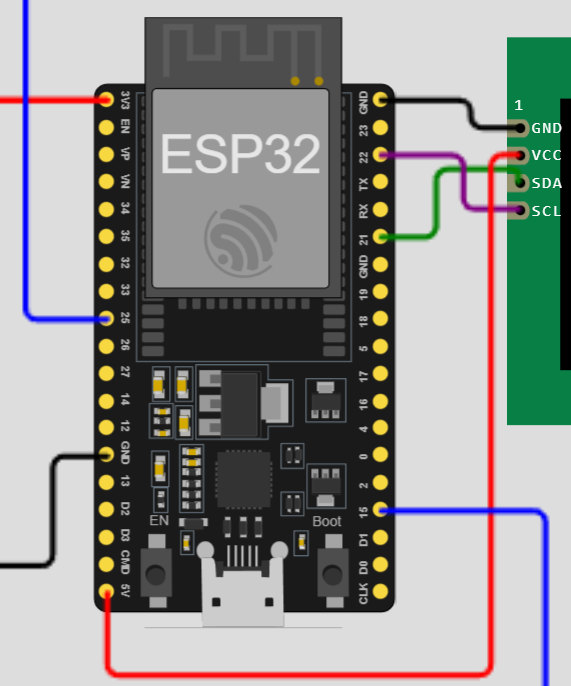 ESP32
3V3
EN
VP
VN
34
35
32
33
25
26
27
14
12
GND
13
D2
D3
CMD
5V
GND
23
22
TX
RX
21
GND
19
18
5
17
16
4
0
2
15
D1
D0
CLK
EN
Boot
1
GND
VCC
SDA
SCL